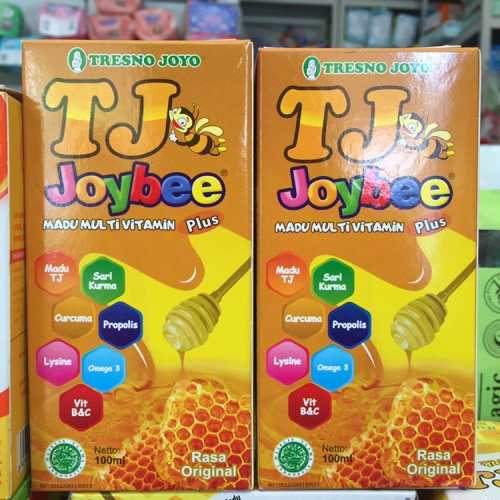 TRESNO JOYO
TJ
Joybee®
MADU MULTI VITAMIN Plus
Madu
TJ
Sari
Kurma
Curcuma
Propolis
Lysine
Omega 3
Vit
B&C
Netto:
100ml
Rasa
Original
TRESNO JOYO
TJ
Joybee®
MADU MULTI VITAMIN Plus
Madu
TJ
Sari
Kurma
Curcuma
Propolis
Lysine
Omega 3
Vit
B&C
Netto:
100ml
Rasa
Original